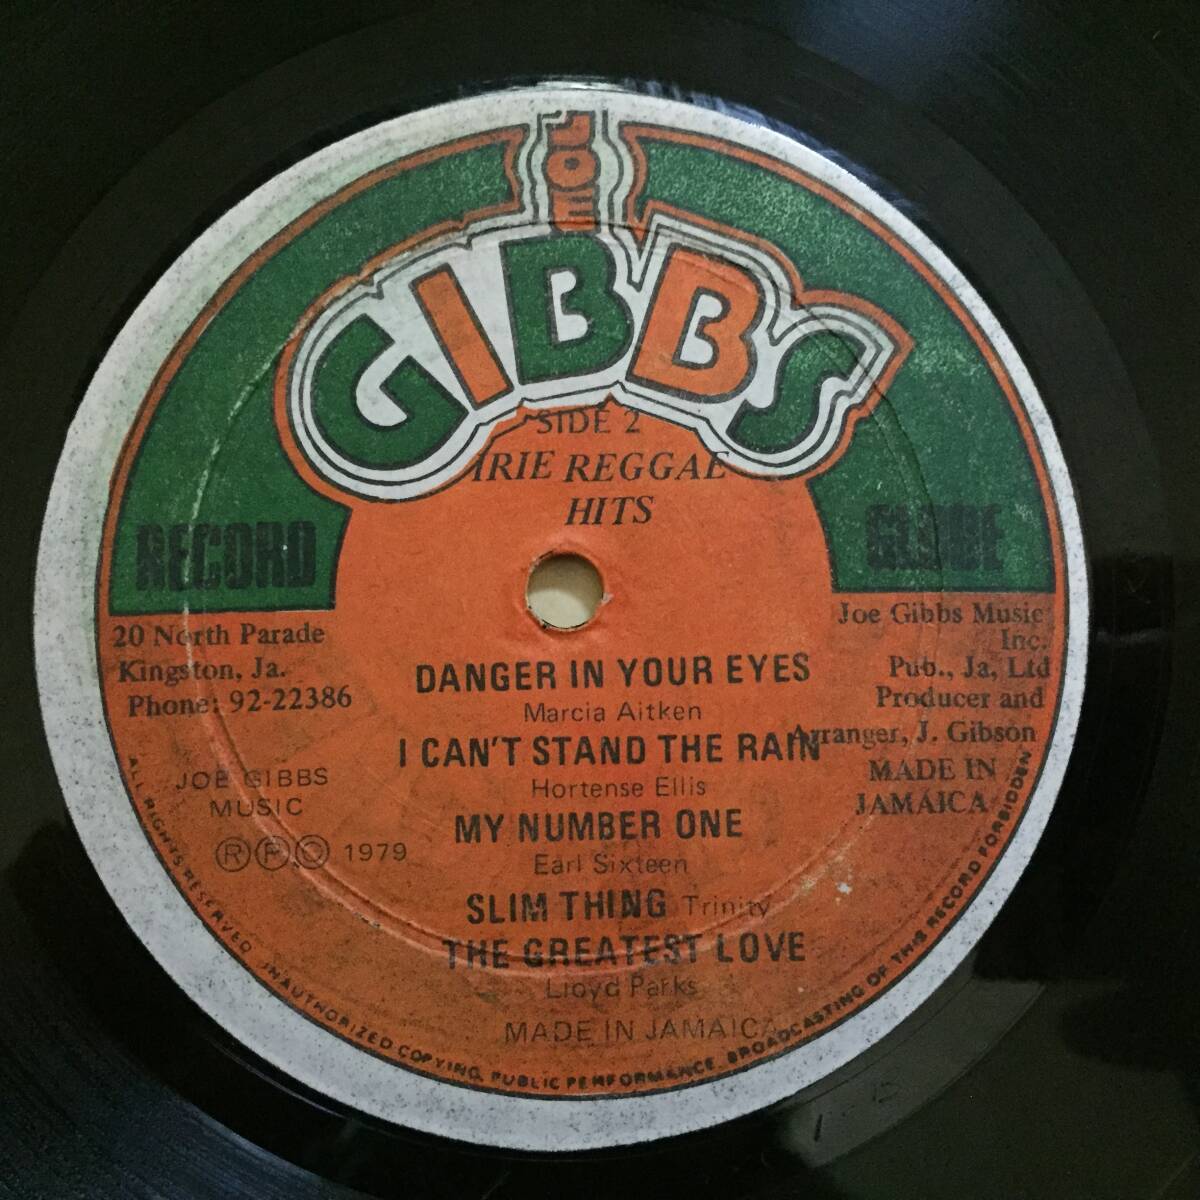 JOE
GIBBS
SIDE 2
IRIE REGGAE
HITS
RECORD
GLOBE
20 North Parade
Kingston, Ja.
Phone: 92-22386
Joe Gibbs Music
Inc.
Pub., Ja, Ltd
Producer and
Arranger, J. Gibson
MADE IN
JAMAICA
DANGER IN YOUR EYES
Marcia Aitken
I CAN'T STAND THE RAIN
Hortense Ellis
MY NUMBER ONE
Earl Sixteen
SLIM THING Trinity
THE GREATEST LOVE
Lloyd Parks
MADE IN JAMAICA
JOE GIBBS
MUSIC
Ⓡ Ⓟ © 1979
ALL RIGHTS RESERVED UNAUTHORIZED COPYING, PUBLIC PERFORMANCE, BROADCASTING OF THIS RECORD FORBIDDEN